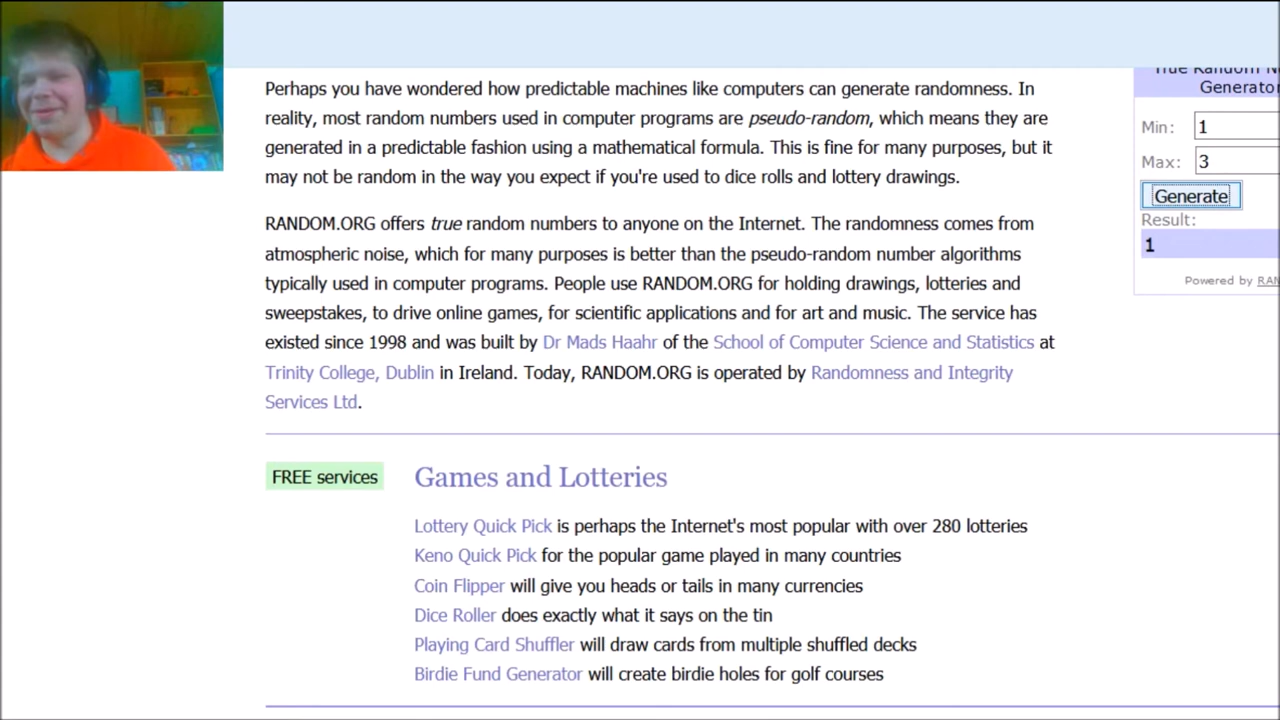 Perhaps you have wondered how predictable machines like computers can generate randomness. In
reality, most random numbers used in computer programs are pseudo-random, which means they are
generated in a predictable fashion using a mathematical formula. This is fine for many purposes, but it
may not be random in the way you expect if you're used to dice rolls and lottery drawings.
RANDOM.ORG offers true random numbers to anyone on the Internet. The randomness comes from
atmospheric noise, which for many purposes is better than the pseudo-random number algorithms
typically used in computer programs. People use RANDOM.ORG for holding drawings, lotteries and
sweepstakes, to drive online games, for scientific applications and for art and music. The service has
existed since 1998 and was built by Dr Mads Haahr of the School of Computer Science and Statistics at
Trinity College, Dublin in Ireland. Today, RANDOM.ORG is operated by Randomness and Integrity
Services Ltd.
FREE services
Games and Lotteries
Lottery Quick Pick is perhaps the Internet's most popular with over 280 lotteries
Keno Quick Pick for the popular game played in many countries
Coin Flipper will give you heads or tails in many currencies
Dice Roller does exactly what it says on the tin
Playing Card Shuffler will draw cards from multiple shuffled decks
Birdie Fund Generator will create birdie holes for golf courses
True Random
Generator
Min: 1
Max: 3
Generate
Result:
1
Powered by